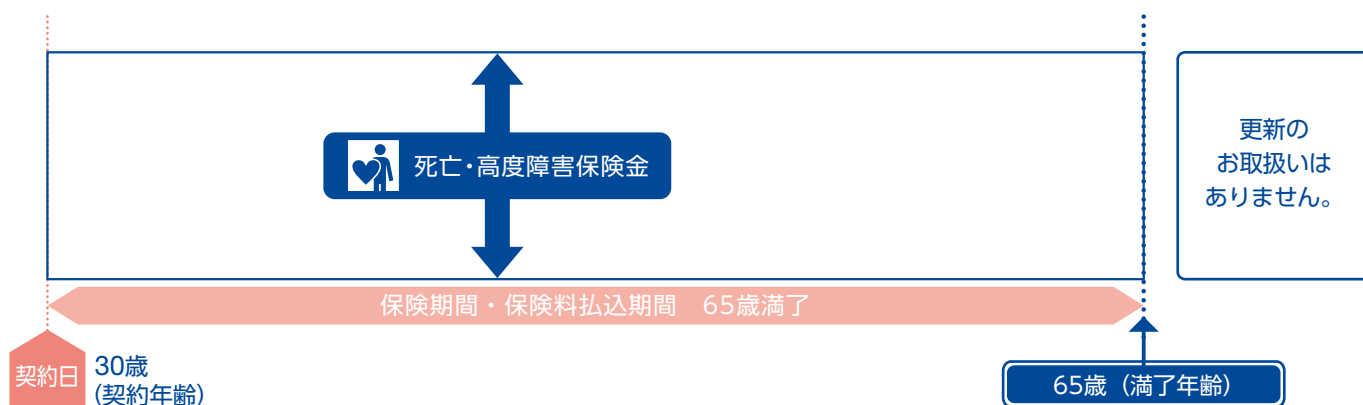 死亡・高度障害保険金
更新の
お取扱いは
ありません。
保険期間・保険料払込期間　65歳満了
契約日
30歳
(契約年齢)
65歳（満了年齢）